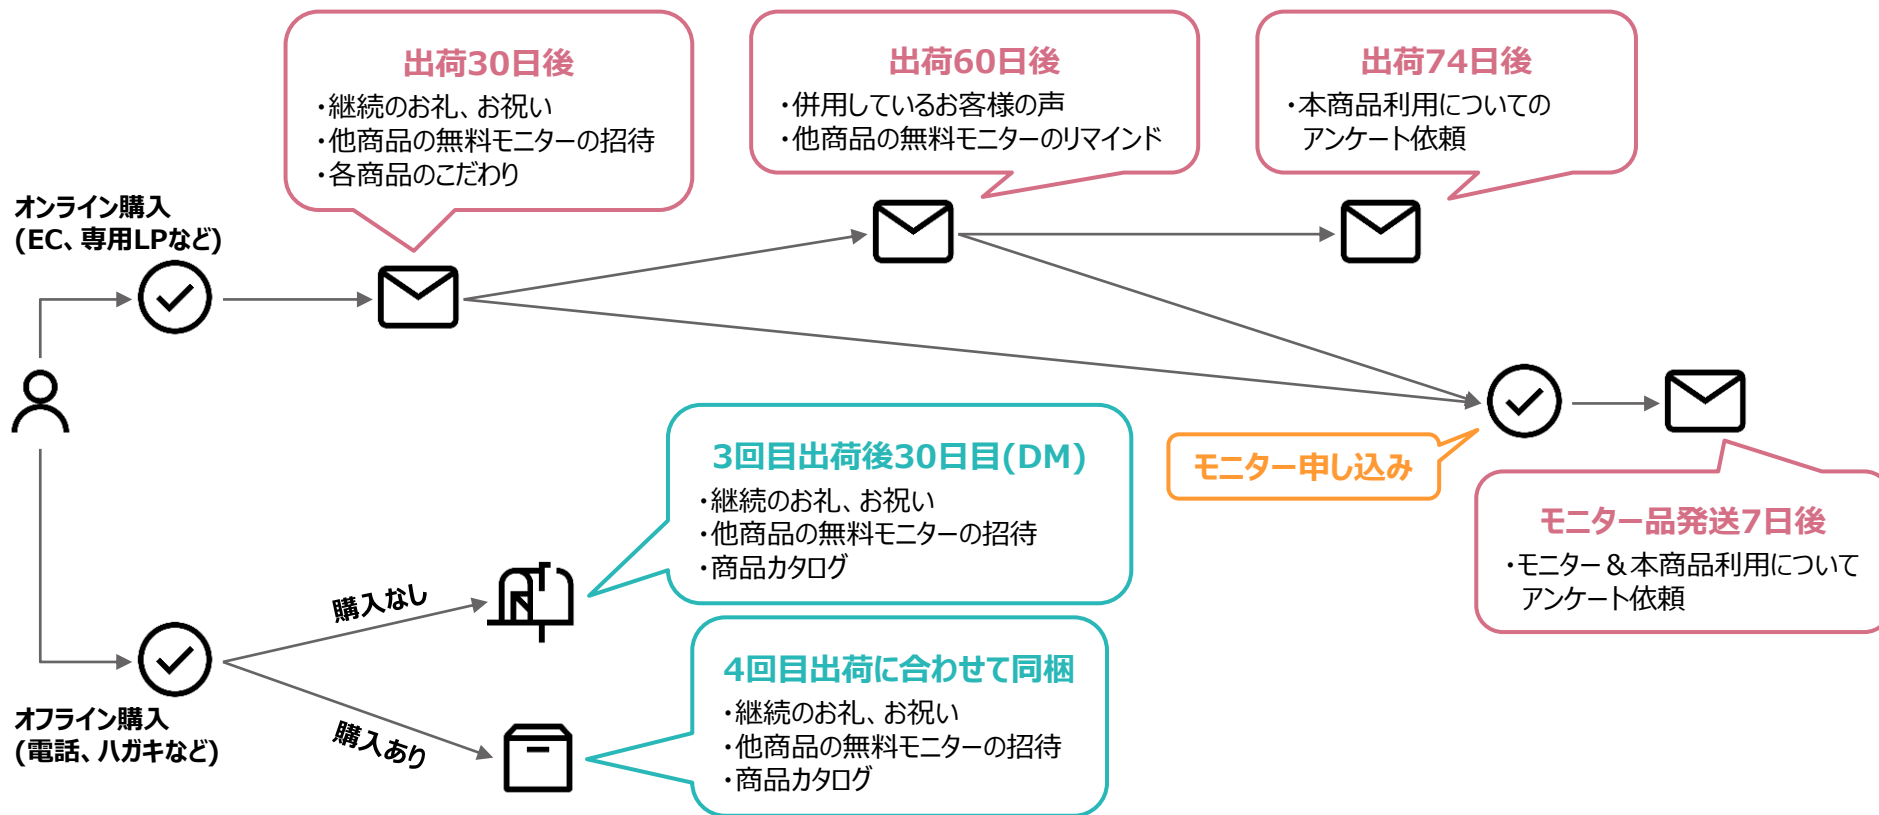 出荷30日後
・継続のお礼、お祝い
・他商品の無料モニターの招待
・各商品のこだわり
出荷60日後
・併用しているお客様の声
・他商品の無料モニターのリマインド
出荷74日後
・本商品利用についての
アンケート依頼
オンライン購入
(EC、専用LPなど)
3回目出荷後30日目(DM)
・継続のお礼、お祝い
・他商品の無料モニターの招待
・商品カタログ
モニター申し込み
モニター品発送7日後
・モニター＆本商品利用について
アンケート依頼
購入なし
購入あり
4回目出荷に合わせて同梱
・継続のお礼、お祝い
・他商品の無料モニターの招待
・商品カタログ
オフライン購入
(電話、ハガキなど)